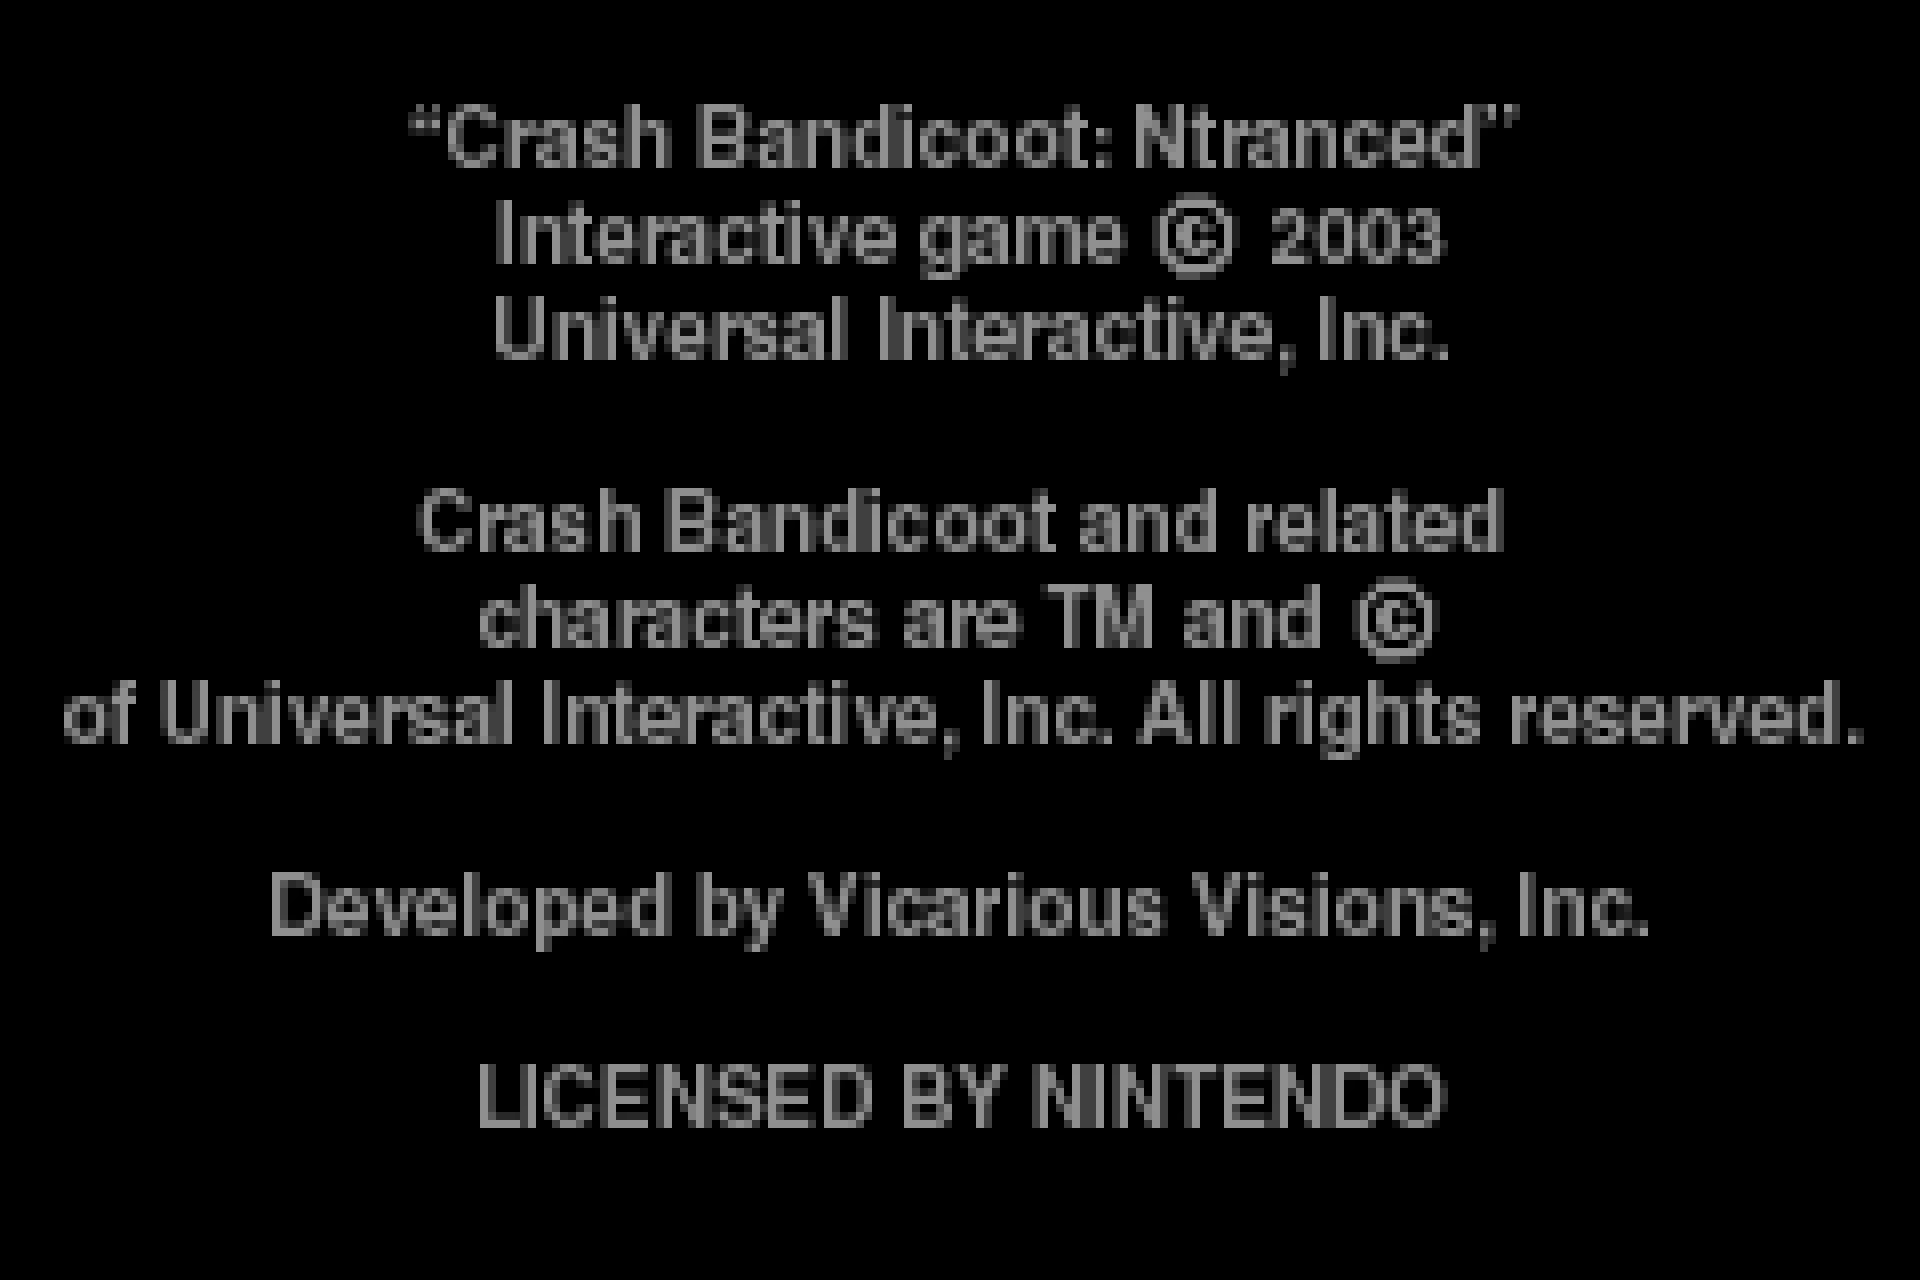 “Crash Bandicoot: Ntranced”
Interactive game © 2003
Universal Interactive, Inc.
Crash Bandicoot and related
characters are TM and ©
of Universal Interactive, Inc. All rights reserved.
Developed by Vicarious Visions, Inc.
LICENSED BY NINTENDO